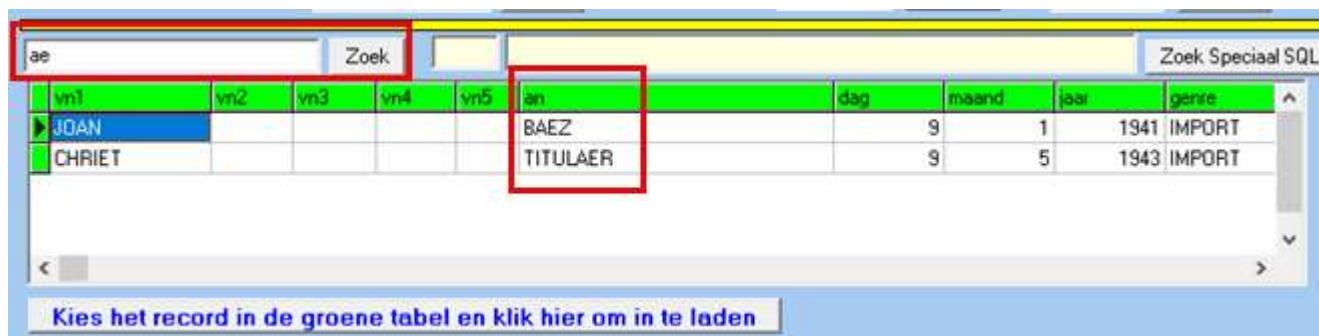 ae Zoek Zoek Speciaal SQL
vn1 vn2 vn3 vn4 vn5 an dag maand jaar genre
JOAN BAEZ 9 1 1941 IMPORT
CHRIET TITULAER 9 5 1943 IMPORT
Kies het record in de groene tabel en klik hier om in te laden